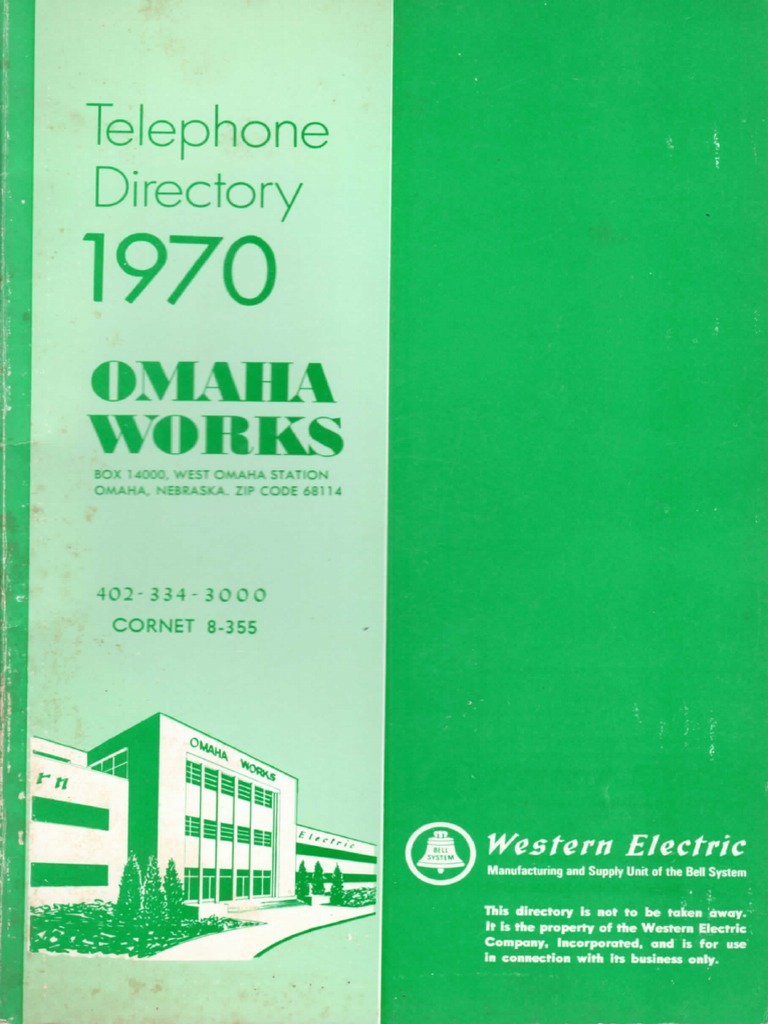 Telephone
Directory
1970
OMAHA
WORKS
BOX 14000, WEST OMAHA STATION
OMAHA, NEBRASKA. ZIP CODE 68114
402-334-3000
CORNET 8-355
OMAHA WORKS
rn
Electric
BELL
SYSTEM
Western Electric
Manufacturing and Supply Unit of the Bell System
This directory is not to be taken away.
It is the property of the Western Electric
Company, Incorporated, and is for use
in connection with its business only.